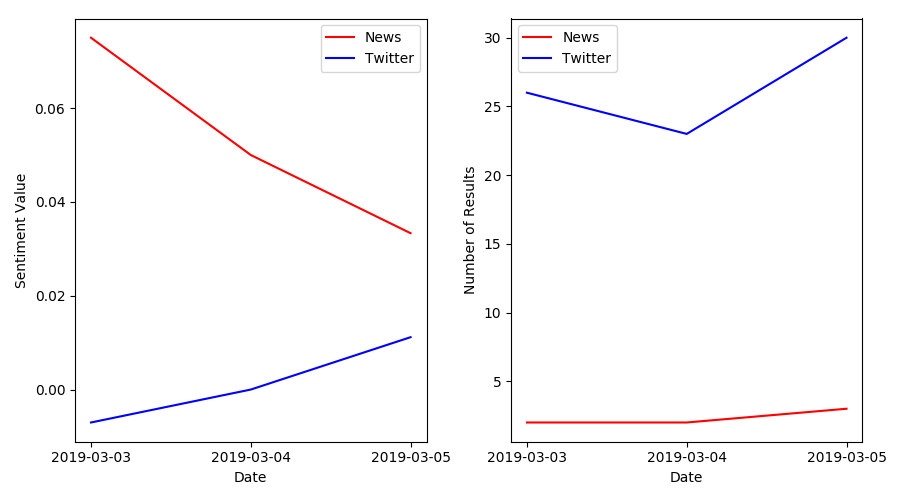 News
Twitter
0.06
0.04
0.02
0.00
Sentiment Value
2019-03-03
2019-03-04
2019-03-05
Date
News
Twitter
30
25
20
15
10
5
Number of Results
2019-03-03
2019-03-04
2019-03-05
Date